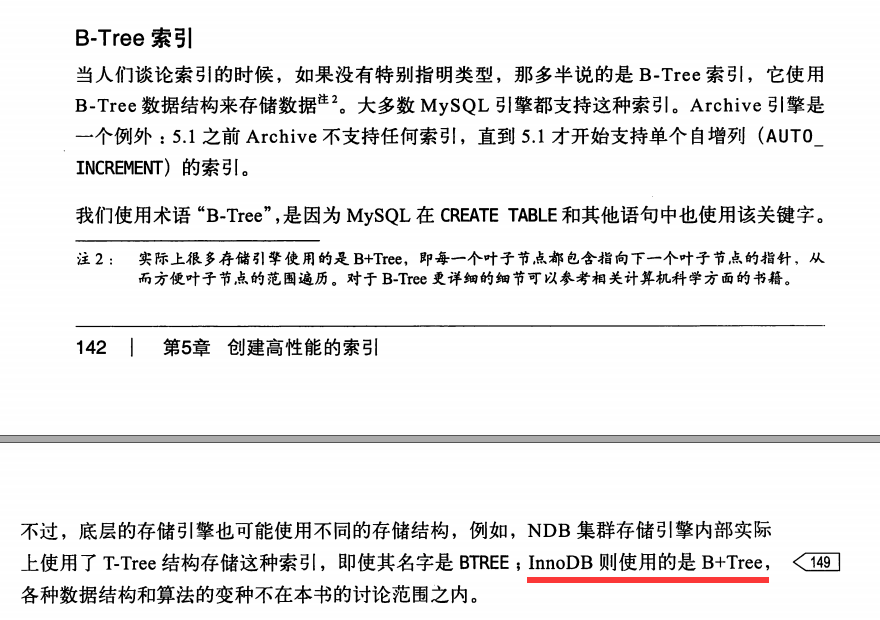 B-Tree 索引
当人们谈论索引的时候，如果没有特别指明类型，那多半说的是 B-Tree 索引，它使用
B-Tree 数据结构来存储数据注2。大多数 MySQL 引擎都支持这种索引。Archive 引擎是
一个例外：5.1 之前 Archive 不支持任何索引，直到 5.1 才开始支持单个自增列（AUTO_
INCREMENT）的索引。
我们使用术语“B-Tree”，是因为 MySQL 在 CREATE TABLE 和其他语句中也使用该关键字。
注2： 实际上很多存储引擎使用的是 B+Tree，即每一个叶子节点都包含指向下一个叶子节点的指针，从
而方便叶子节点的范围遍历。对于 B-Tree 更详细的细节可以参考相关计算机科学方面的书籍。
142 | 第5章 创建高性能的索引
不过，底层的存储引擎也可能使用不同的存储结构，例如，NDB 集群存储引擎内部实际
上使用了 T-Tree 结构存储这种索引，即使其名字是 BTREE；InnoDB 则使用的是 B+Tree， 149
各种数据结构和算法的变种不在本书的讨论范围之内。